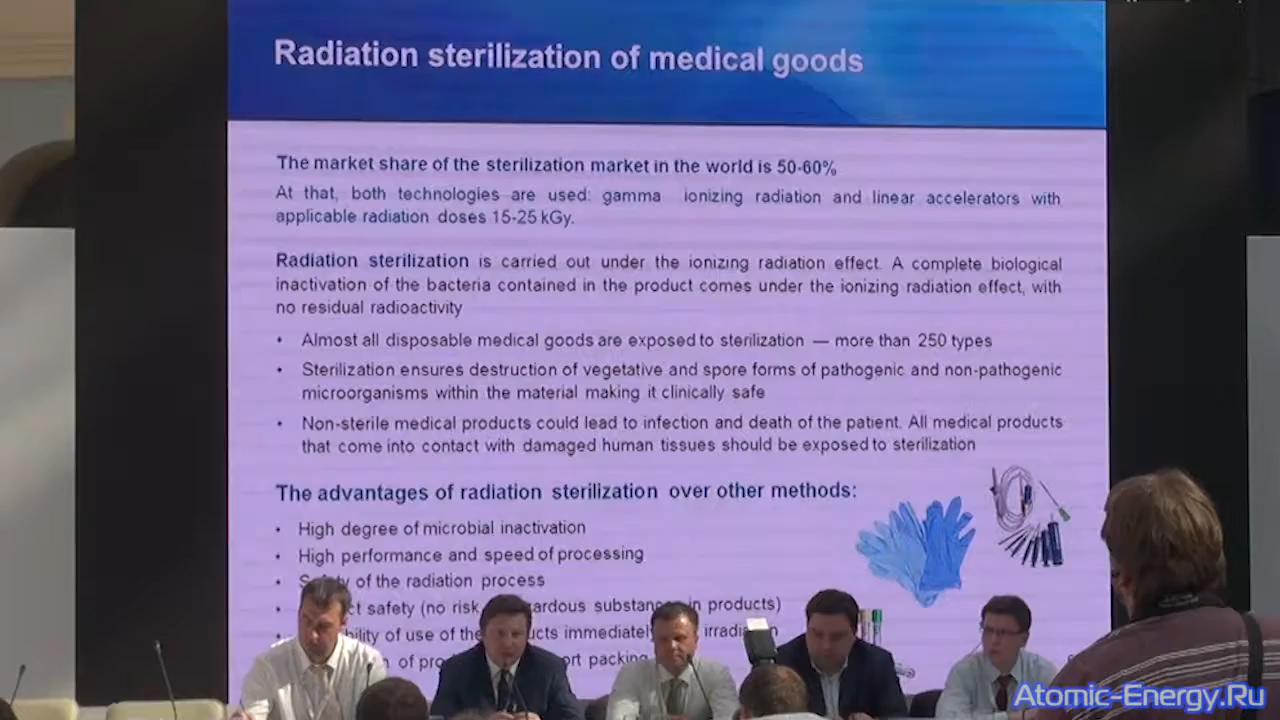 Radiation sterilization of medical goods
The market share of the sterilization market in the world is 50-60%
At that, both technologies are used: gamma ionizing radiation and linear accelerators with
applicable radiation doses 15-25 kGy.
Radiation sterilization is carried out under the ionizing radiation effect. A complete biological
inactivation of the bacteria contained in the product comes under the ionizing radiation effect, with
no residual radioactivity
• Almost all disposable medical goods are exposed to sterilization — more than 250 types
• Sterilization ensures destruction of vegetative and spore forms of pathogenic and non-pathogenic
microorganisms within the material making it clinically safe
• Non-sterile medical products could lead to infection and death of the patient. All medical products
that come into contact with damaged human tissues should be exposed to sterilization
The advantages of radiation sterilization over other methods:
• High degree of microbial inactivation
• High performance and speed of processing
• Safety of the radiation process
• safety (no risk in products)
• of use of the
of packing
Atomic-Energy.Ru